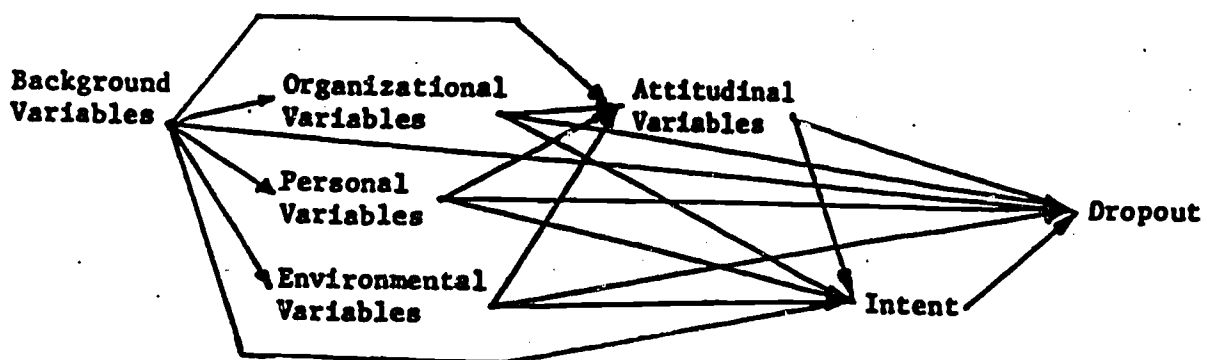 Background
Variables
Organizational
Variables
Attitudinal
Variables
Personal
Variables
Dropout
Environmental
Variables
Intent